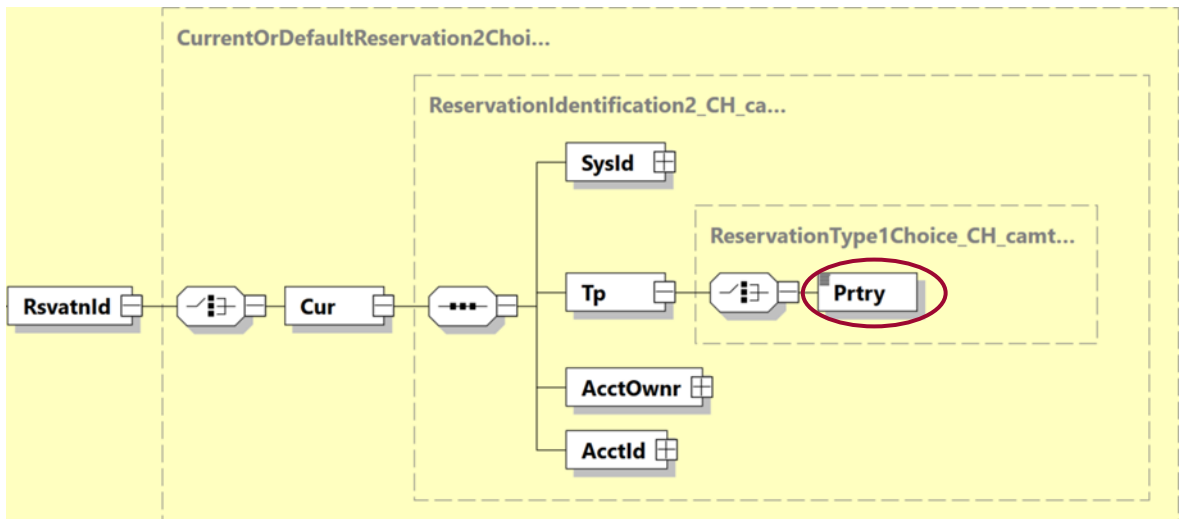 CurrentOrDefaultReservation2Choi...
ReservationIdentification2_CH_ca...
SysId
ReservationType1Choice_CH_camt...
RsvatnId
Cur
Tp
Prtry
AcctOwnr
AcctId